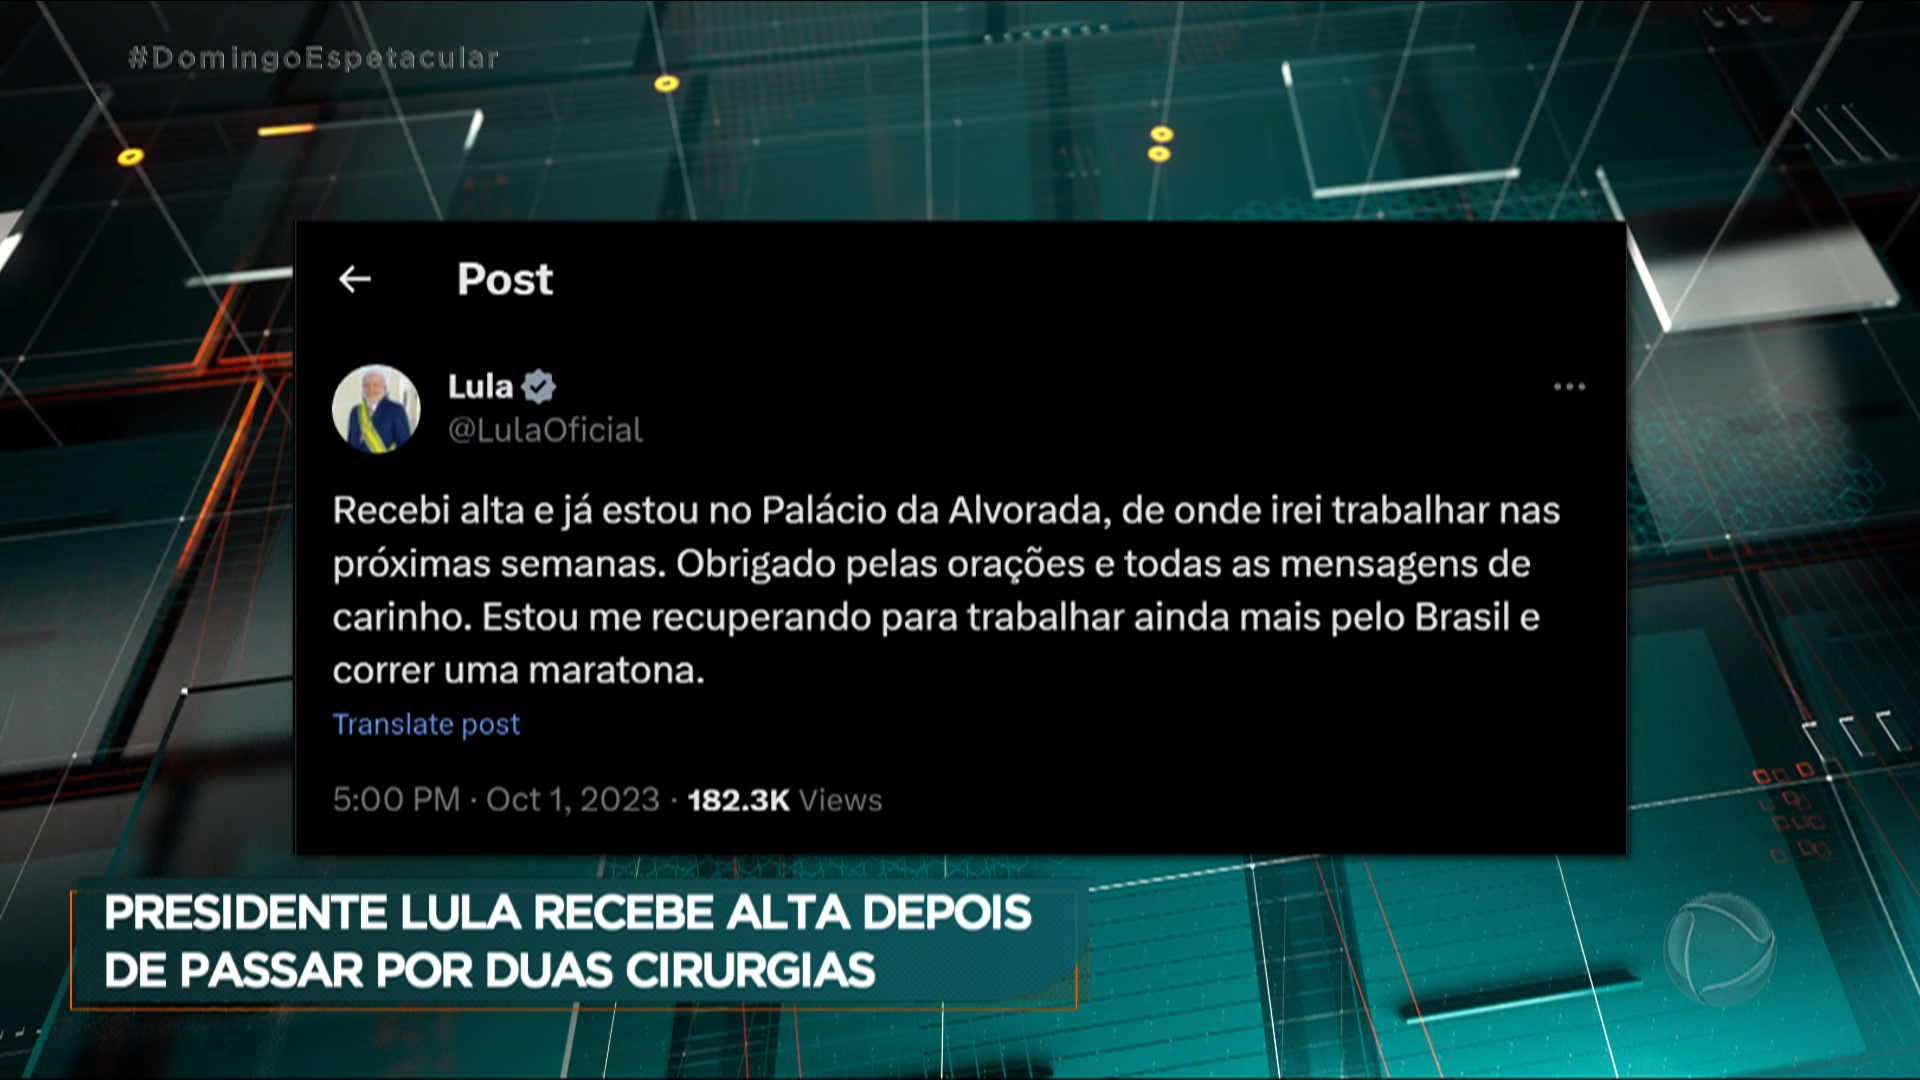 #DomingoEspetacular
Post
Lula
@LulaOficial
Recebi alta e já estou no Palácio da Alvorada, de onde irei trabalhar nas
próximas semanas. Obrigado pelas orações e todas as mensagens de
carinho. Estou me recuperando para trabalhar ainda mais pelo Brasil e
correr uma maratona.
Translate post
5:00 PM · Oct 1, 2023 · 182.3K Views
PRESIDENTE LULA RECEBE ALTA DEPOIS
DE PASSAR POR DUAS CIRURGIAS